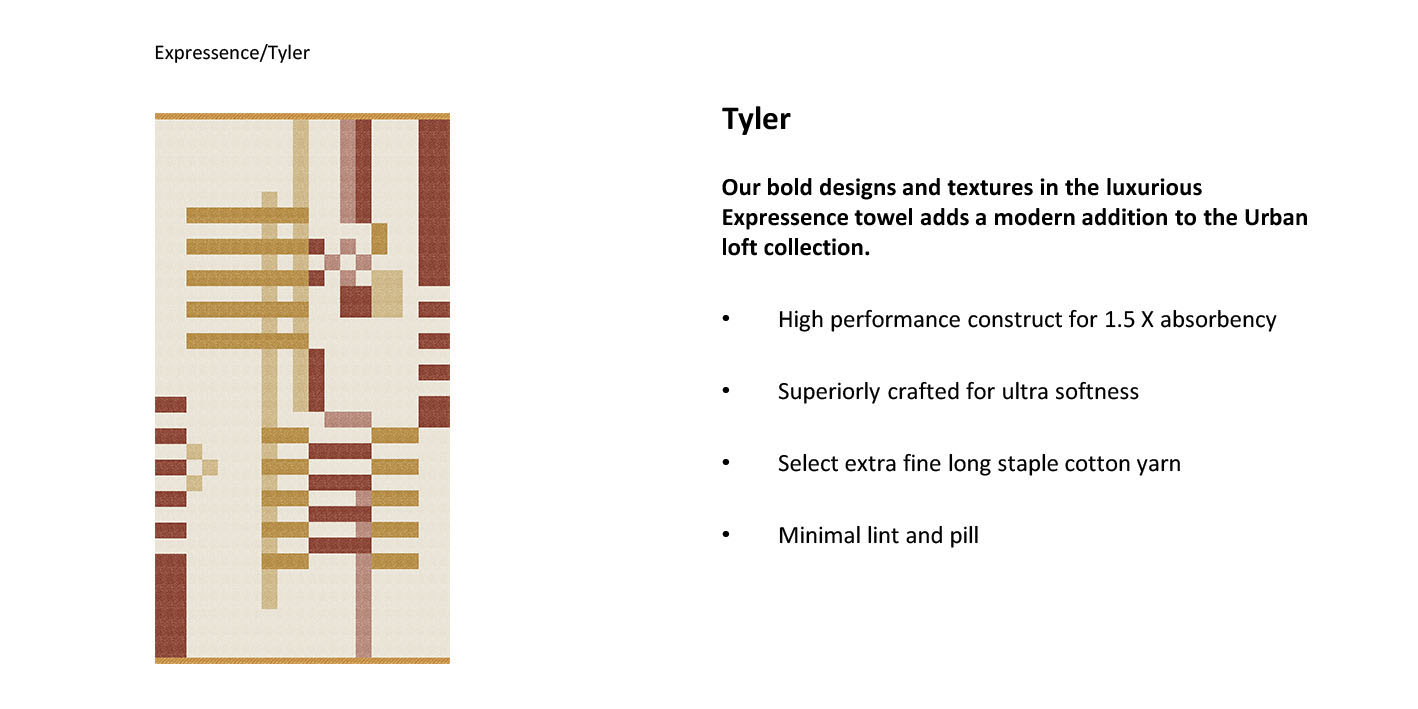 Expressence/Tyler
Tyler
Our bold designs and textures in the luxurious
Expressence towel adds a modern addition to the Urban
loft collection.
• High performance construct for 1.5 X absorbency
• Superiorly crafted for ultra softness
• Select extra fine long staple cotton yarn
• Minimal lint and pill